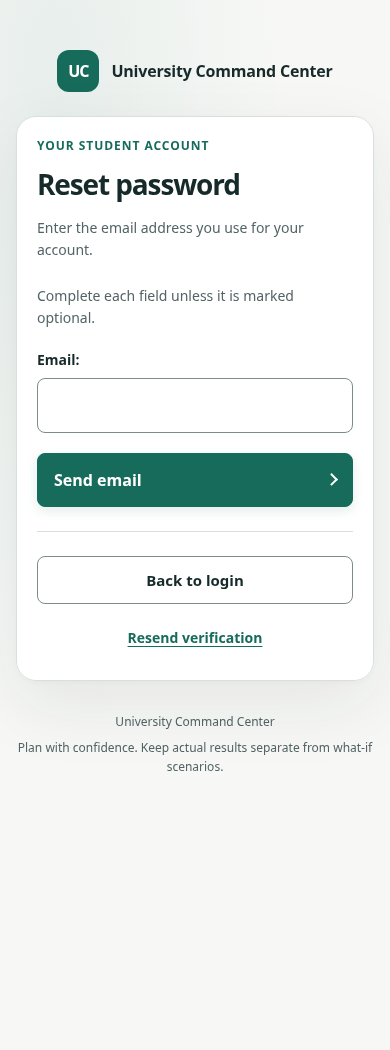 UC
University Command Center
YOUR STUDENT ACCOUNT
Reset password
Enter the email address you use for your
account.
Complete each field unless it is marked
optional.
Email:
Send email
Back to login
Resend verification
University Command Center
Plan with confidence. Keep actual results separate from what-if
scenarios.